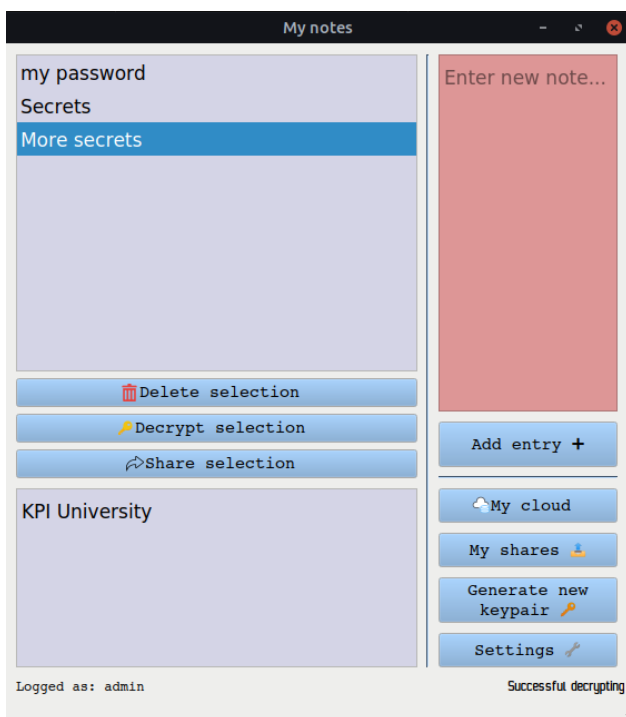 My notes
my password
Secrets
More secrets
Delete selection
Decrypt selection
Share selection
KPI University
Enter new note...
Add entry +
My cloud
My shares
Generate new
keypair
Settings
Logged as: admin
Successful decrypting